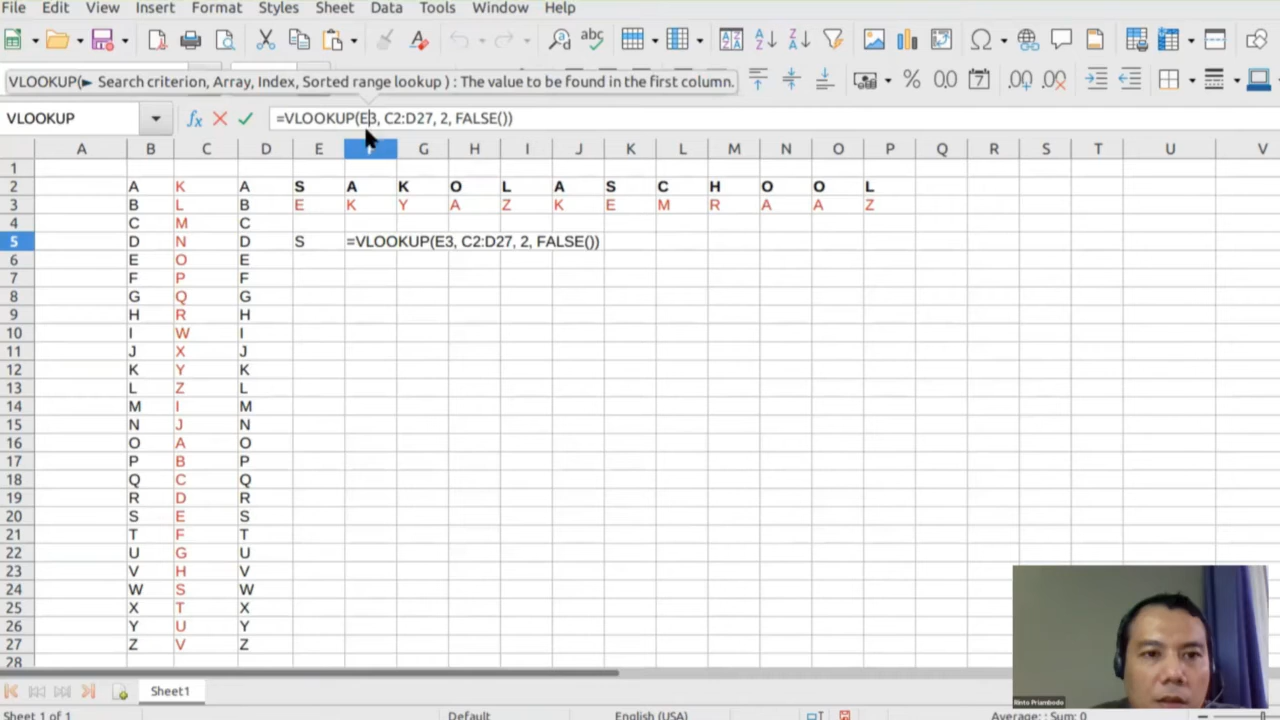 File Edit View Insert Format Styles Sheet Data Tools Window Help
VLOOKUP(► Search criterion, Array, Index, Sorted range lookup ) : The value to be found in the first column.
VLOOKUP =VLOOKUP(E3, C2:D27, 2, FALSE())
A B C D E F G H I J K L M N O P Q R S T U V
1
2 A K A S A K O L A S C H O O L
3 B L B E K Y A Z K E M R A A Z
4 C M C
5 D N D S =VLOOKUP(E3, C2:D27, 2, FALSE())
6 E O E
7 F P F
8 G Q G
9 H R H
10 I W I
11 J X J
12 K Y K
13 L Z L
14 M I M
15 N J N
16 O A O
17 P B P
18 Q C Q
19 R D R
20 S E S
21 T F T
22 U G U
23 V H V
24 W S W
25 X T X
26 Y U Y
27 Z V Z
28
Rinto Priambodo
Sheet1
Sheet 1 of 1 Default English (USA) Average: ; Sum: 0